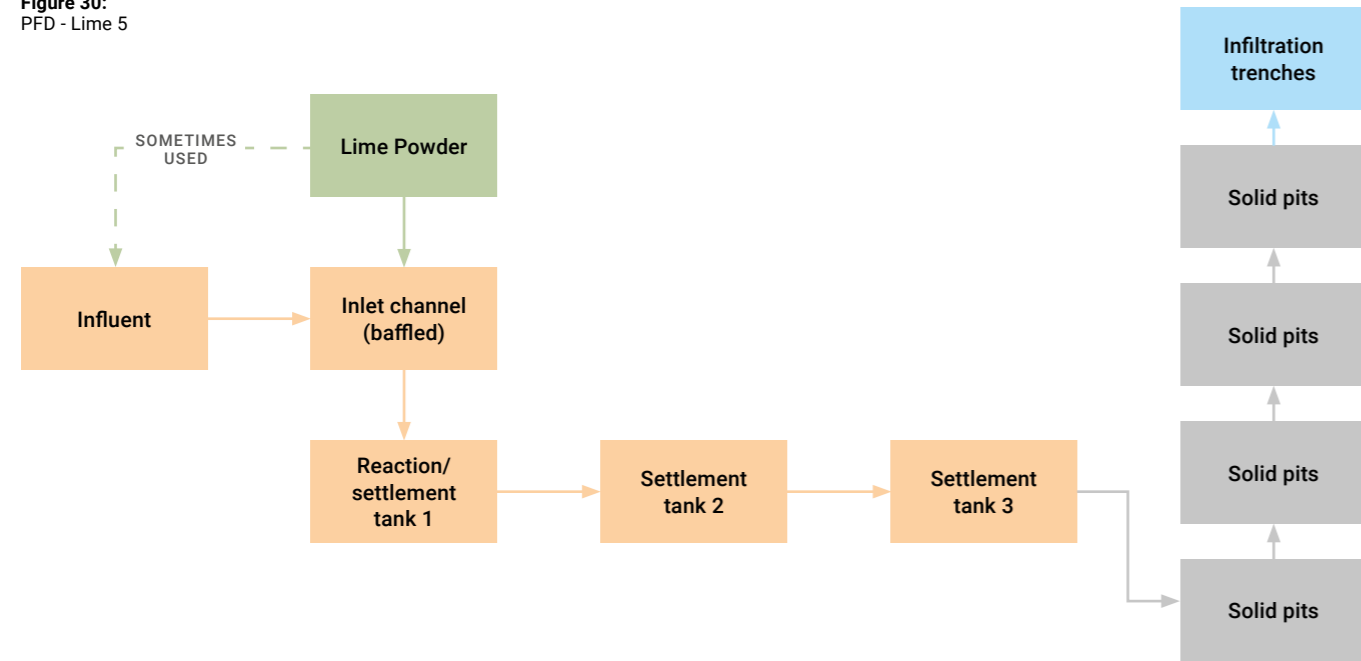 Figure 30:
PFD - Lime 5
Infiltration
trenches
SOMETIMES
USED
Lime Powder
Solid pits
Influent
Inlet channel
(baffled)
Solid pits
Reaction/
settlement
tank 1
Settlement
tank 2
Settlement
tank 3
Solid pits
Solid pits